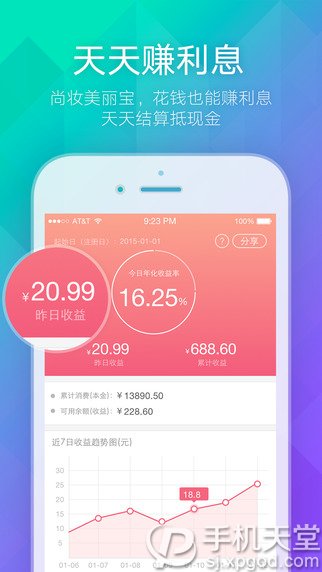 天天赚利息
尚妆美丽宝，花钱也能赚利息
天天结算抵现金
AT&T 9:23 PM 100%
起始日（注册日） 2015-01-01 ? 分享
¥20.99
昨日收益
今日年化收益率
16.25%
¥20.99 ¥688.60
昨日收益 累计收益
累计消费(本金): ¥13890.50
可用余额(收益): ¥228.60
近7日收益趋势图(元)
30
25
20
15
10
5
0
18.8
01-05 01-06 01-08 01-10
手机天堂
sj.xpgod.com